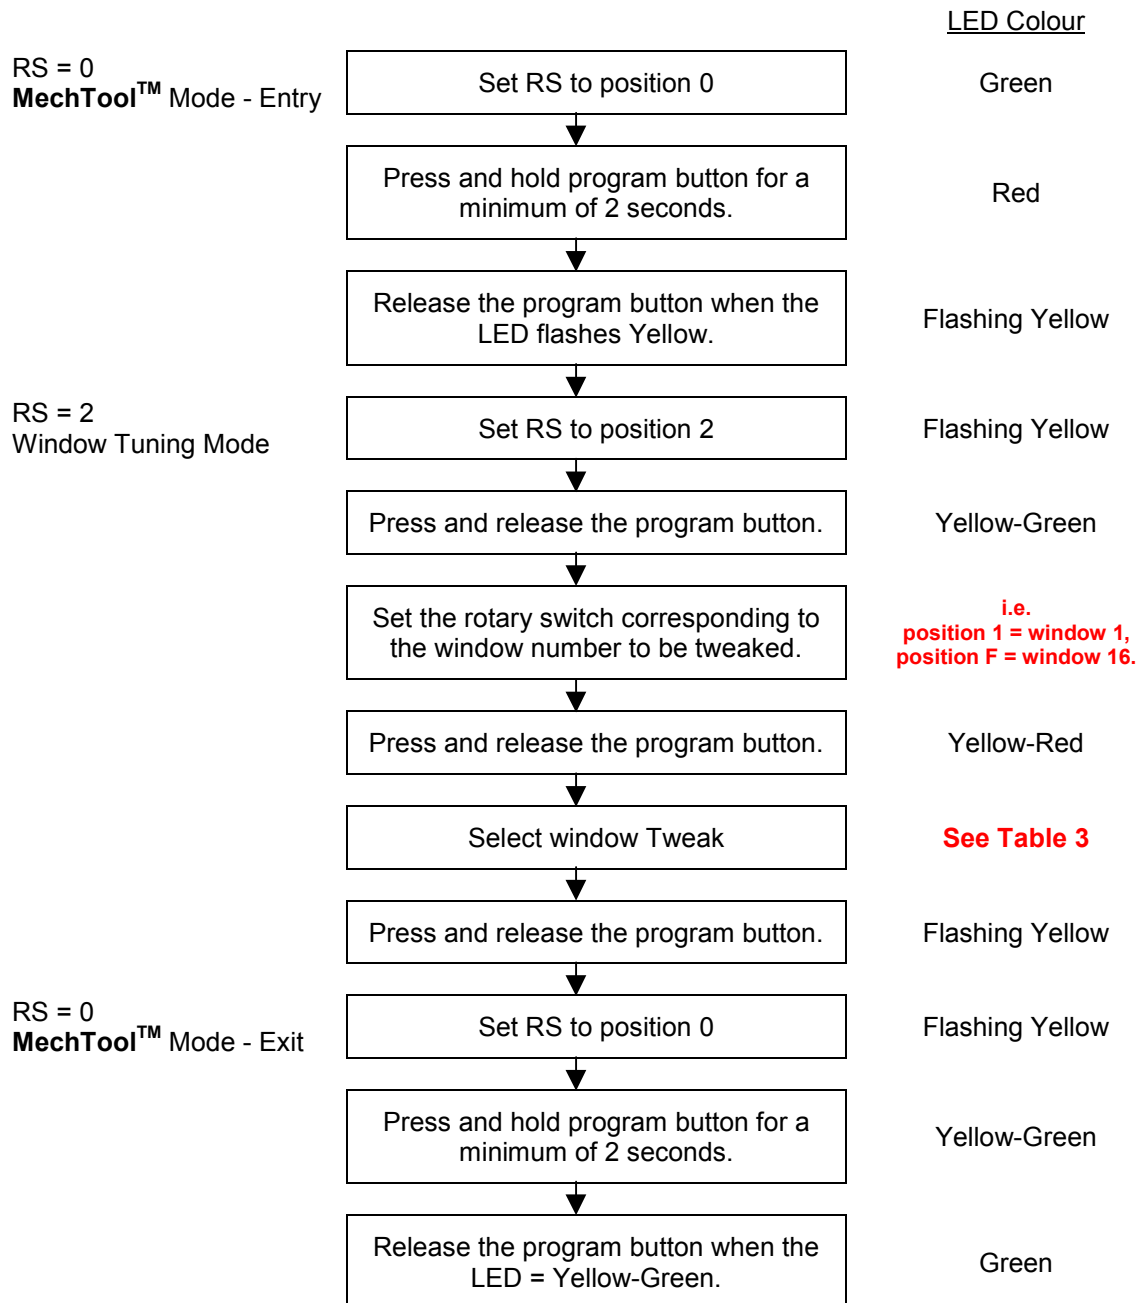 LED Colour
RS = 0
MechTool™ Mode - Entry
Set RS to position 0
Green
Press and hold program button for a
minimum of 2 seconds.
Red
Release the program button when the
LED flashes Yellow.
Flashing Yellow
RS = 2
Window Tuning Mode
Set RS to position 2
Flashing Yellow
Press and release the program button.
Yellow-Green
Set the rotary switch corresponding to
the window number to be tweaked.
i.e.
position 1 = window 1,
position F = window 16.
Press and release the program button.
Yellow-Red
Select window Tweak
See Table 3
Press and release the program button.
Flashing Yellow
RS = 0
MechTool™ Mode - Exit
Set RS to position 0
Flashing Yellow
Press and hold program button for a
minimum of 2 seconds.
Yellow-Green
Release the program button when the
LED = Yellow-Green.
Green